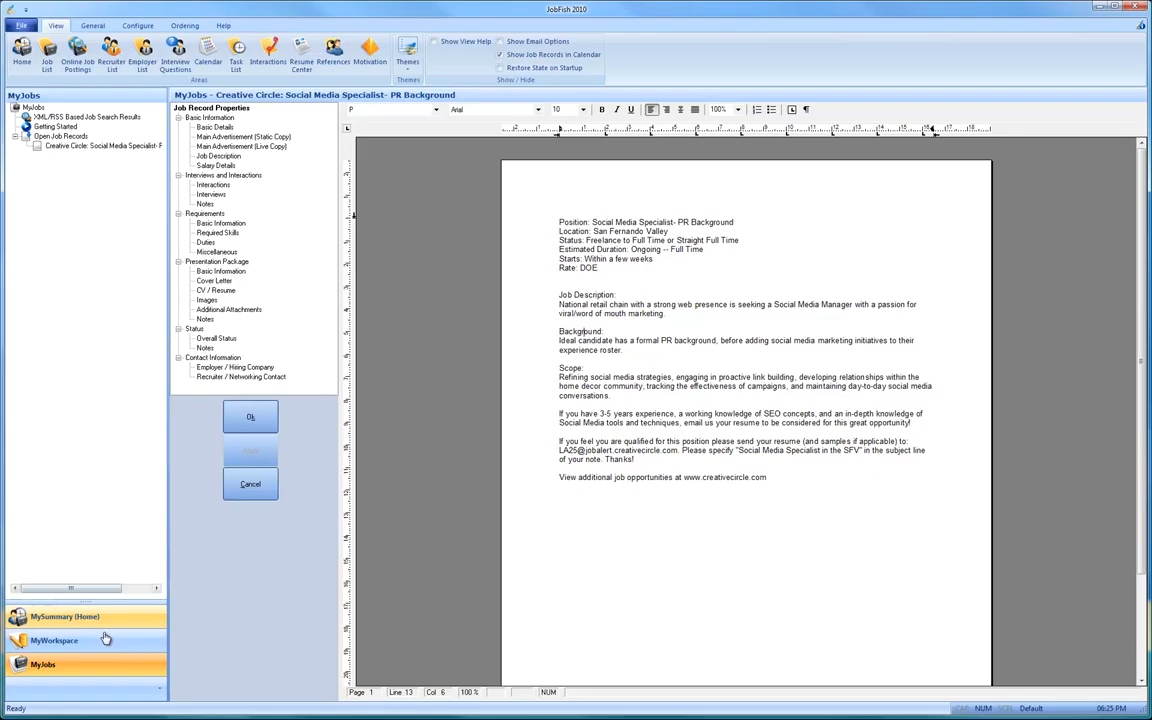 JobFish 2010
File View General Configure Ordering Help
Home
Job List
Online Job Postings
Recruiter List
Employer List
Interview Questions
Calendar
Task List
Interactions
Resume Center
References
Motivation
Areas
Themes
Themes
Show View Help
Show Email Options
Show Job Records in Calendar
Restore State on Startup
Show / Hide
MyJobs
MyJobs
XML/RSS Based Job Search Results
Getting Started
Open Job Records
Creative Circle: Social Media Specialist- F
MySummary (Home)
MyWorkspace
MyJobs
MyJobs - Creative Circle: Social Media Specialist- PR Background
Job Record Properties
Basic Information
Basic Details
Main Advertisement (Static Copy)
Main Advertisement (Live Copy)
Job Description
Salary Details
Interviews and Interactions
Interactions
Interviews
Notes
Requirements
Basic Information
Required Skills
Duties
Miscellaneous
Presentation Package
Basic Information
Cover Letter
CV / Resume
Images
Additional Attachments
Notes
Status
Overall Status
Notes
Contact Information
Employer / Hiring Company
Recruiter / Networking Contact
Ok
Cancel
P Arial 10 B I U 100%
Position: Social Media Specialist- PR Background
Location: San Fernando Valley
Status: Freelance to Full Time or Straight Full Time
Estimated Duration: Ongoing -- Full Time
Starts: Within a few weeks
Rate: DOE
Job Description:
National retail chain with a strong web presence is seeking a Social Media Manager with a passion for
viral/word of mouth marketing.
Background:
Ideal candidate has a formal PR background, before adding social media marketing initiatives to their
experience roster.
Scope:
Refining social media strategies, engaging in proactive link building, developing relationships within the
home decor community, tracking the effectiveness of campaigns, and maintaining day-to-day social media
conversations.
If you have 3-5 years experience, a working knowledge of SEO concepts, and an in-depth knowledge of
Social Media tools and techniques, email us your resume to be considered for this great opportunity!
If you feel you are qualified for this position please send your resume (and samples if applicable) to:
LA25@jobalert.creativecircle.com. Please specify "Social Media Specialist in the SFV" in the subject line
of your note. Thanks!
View additional job opportunities at www.creativecircle.com
Page 1 Line 13 Col 6 100 % NUM
Ready CAP NUM SCRL Default 06:25 PM